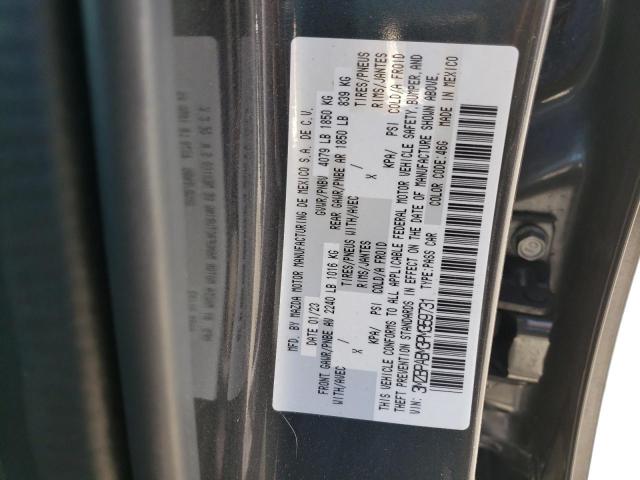 MFD. BY MAZDA MOTOR MANUFACTURING DE MEXICO S.A. DE C.V.
DATE 01/23 GVWR/PNBV 4079 LB 1850 KG
FRONT GAWR/PNBE AV 2240 LB 1016 KG REAR GAWR/PNBE AR 1850 LB 839 KG
WITH/AVEC TIRES/PNEUS WITH/AVEC TIRES/PNEUS
X RIMS/JANTES X RIMS/JANTES
KPA/ PSI COLD/A FROID KPA/ PSI COLD/A FROID
THIS VEHICLE CONFORMS TO ALL APPLICABLE FEDERAL MOTOR VEHICLE SAFETY, BUMPER, AND
THEFT PREVENTION STANDARDS IN EFFECT ON THE DATE OF MANUFACTURE SHOWN ABOVE.
VIN: 3MZBPABM3PM359731 TYPE:PASS CAR COLOR CODE:46G MADE IN MEXICO